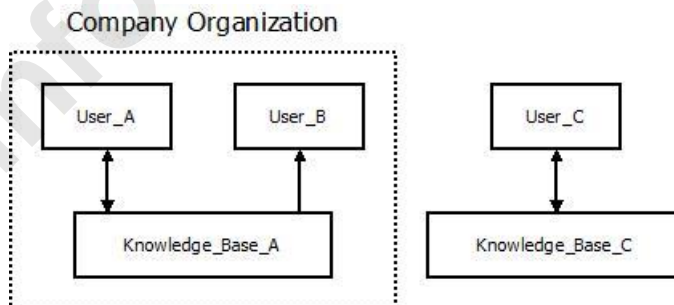 Company Organization
User_A
User_B
User_C
Knowledge_Base_A
Knowledge_Base_C